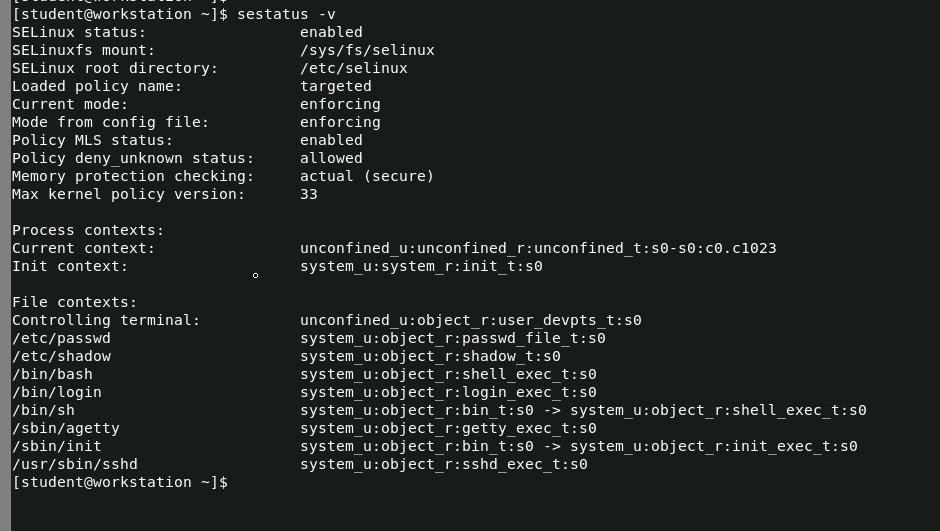 [student@workstation ~]$
[student@workstation ~]$ sestatus -v
SELinux status:                 enabled
SELinuxfs mount:                /sys/fs/selinux
SELinux root directory:         /etc/selinux
Loaded policy name:             targeted
Current mode:                   enforcing
Mode from config file:          enforcing
Policy MLS status:              enabled
Policy deny_unknown status:     allowed
Memory protection checking:     actual (secure)
Max kernel policy version:      33

Process contexts:
Current context:                unconfined_u:unconfined_r:unconfined_t:s0-s0:c0.c1023
Init context:                   system_u:system_r:init_t:s0

File contexts:
Controlling terminal:           unconfined_u:object_r:user_devpts_t:s0
/etc/passwd                     system_u:object_r:passwd_file_t:s0
/etc/shadow                     system_u:object_r:shadow_t:s0
/bin/bash                       system_u:object_r:shell_exec_t:s0
/bin/login                      system_u:object_r:login_exec_t:s0
/bin/sh                         system_u:object_r:bin_t:s0 -> system_u:object_r:shell_exec_t:s0
/sbin/agetty                    system_u:object_r:getty_exec_t:s0
/sbin/init                      system_u:object_r:bin_t:s0 -> system_u:object_r:init_exec_t:s0
/usr/sbin/sshd                  system_u:object_r:sshd_exec_t:s0
[student@workstation ~]$